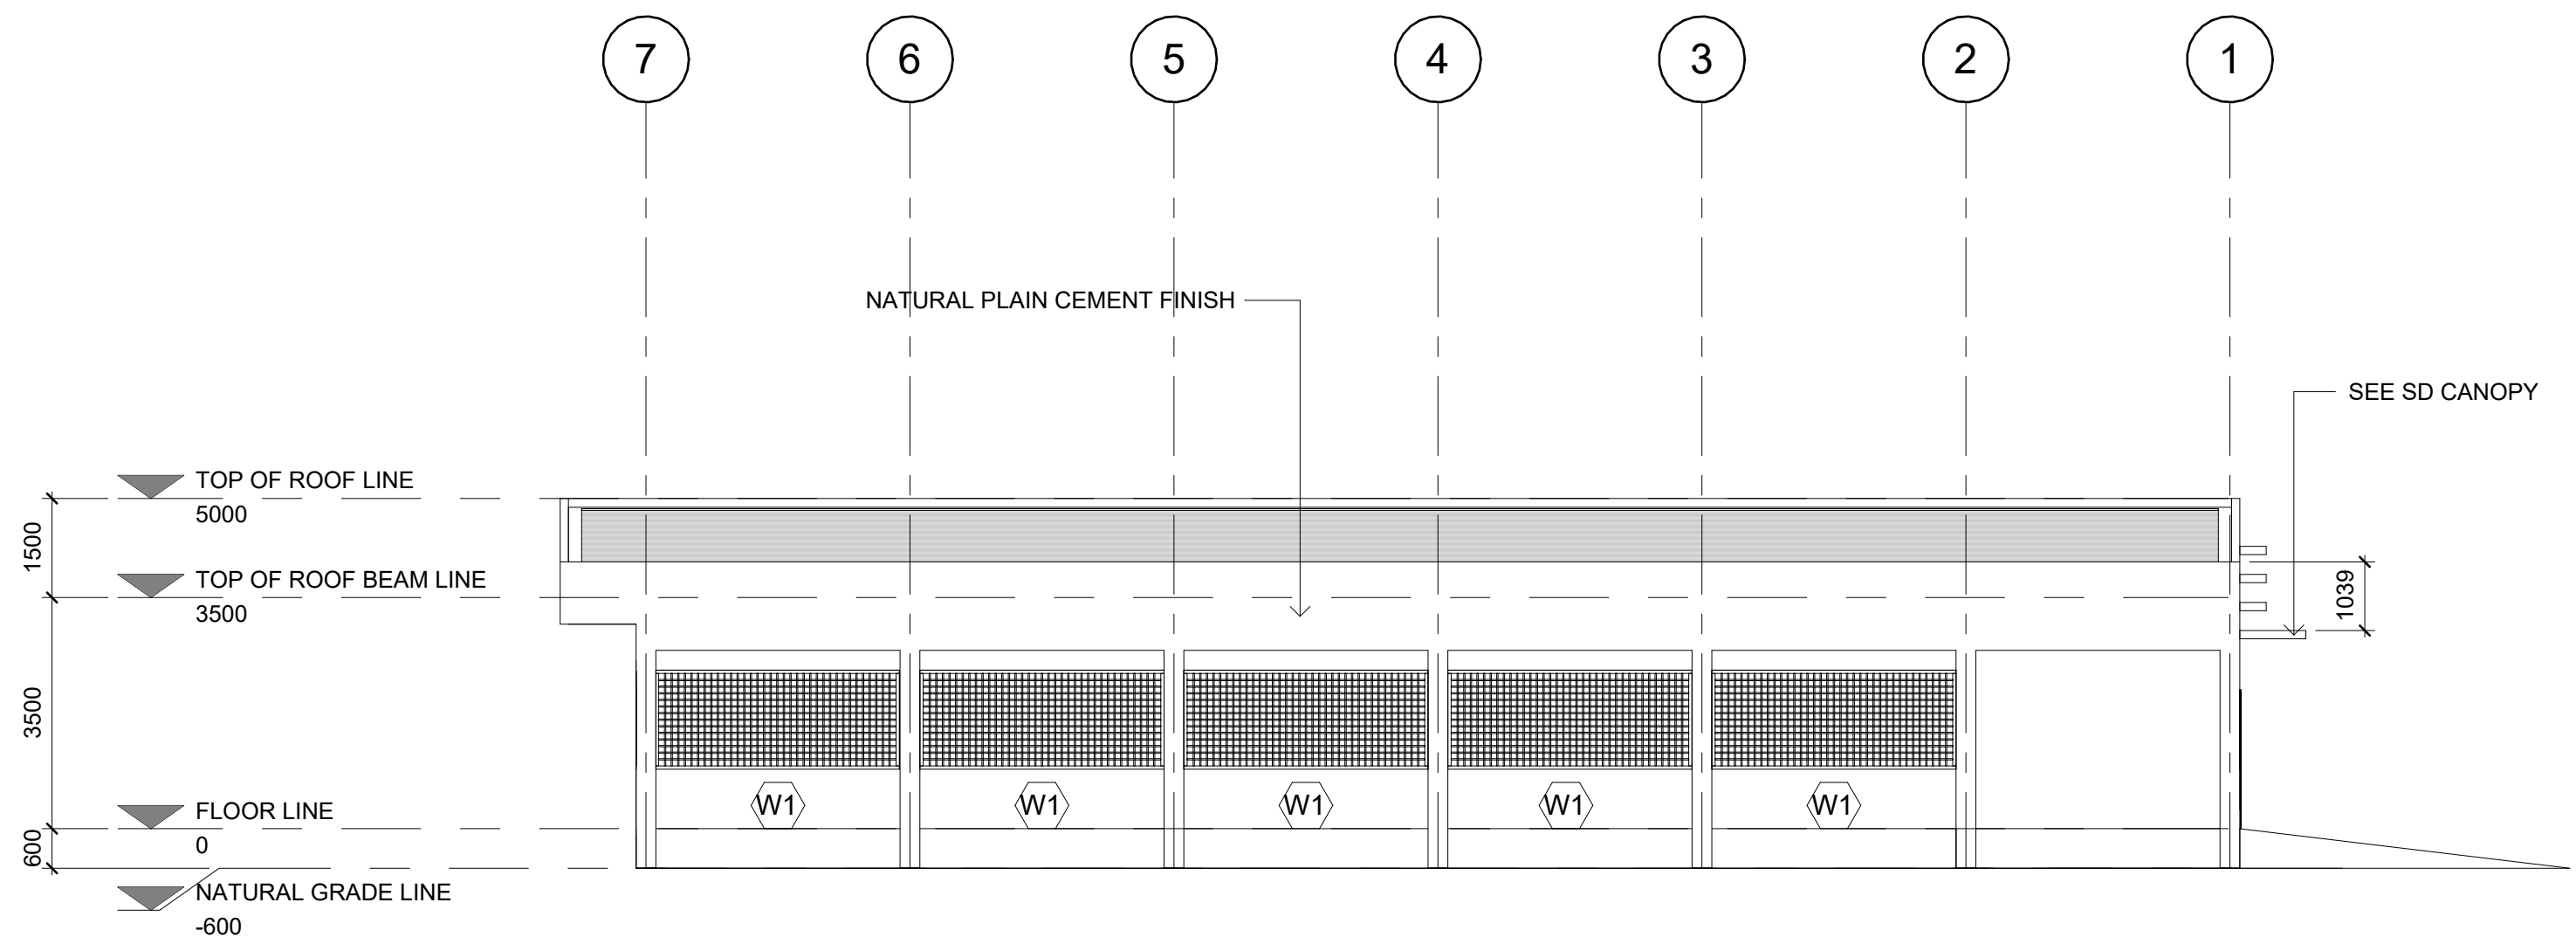 7 6 5 4 3 2 1
NATURAL PLAIN CEMENT FINISH
SEE SD CANOPY
TOP OF ROOF LINE
5000
1500
TOP OF ROOF BEAM LINE
3500
1039
3500
FLOOR LINE
0
600
NATURAL GRADE LINE
-600
W1 W1 W1 W1 W1